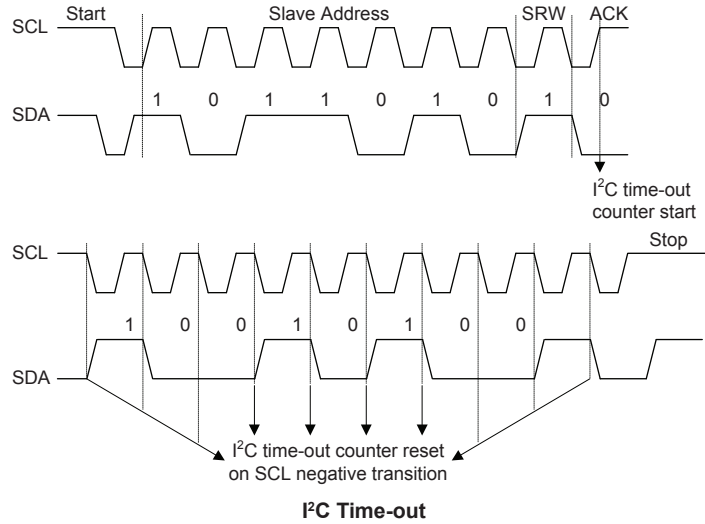 Start Slave Address SRW ACK
SCL
1 0 1 1 0 1 0 1 0
SDA
I²C time-out
counter start
Stop
SCL
1 0 0 1 0 1 0 0
SDA
I²C time-out counter reset
on SCL negative transition
I²C Time-out